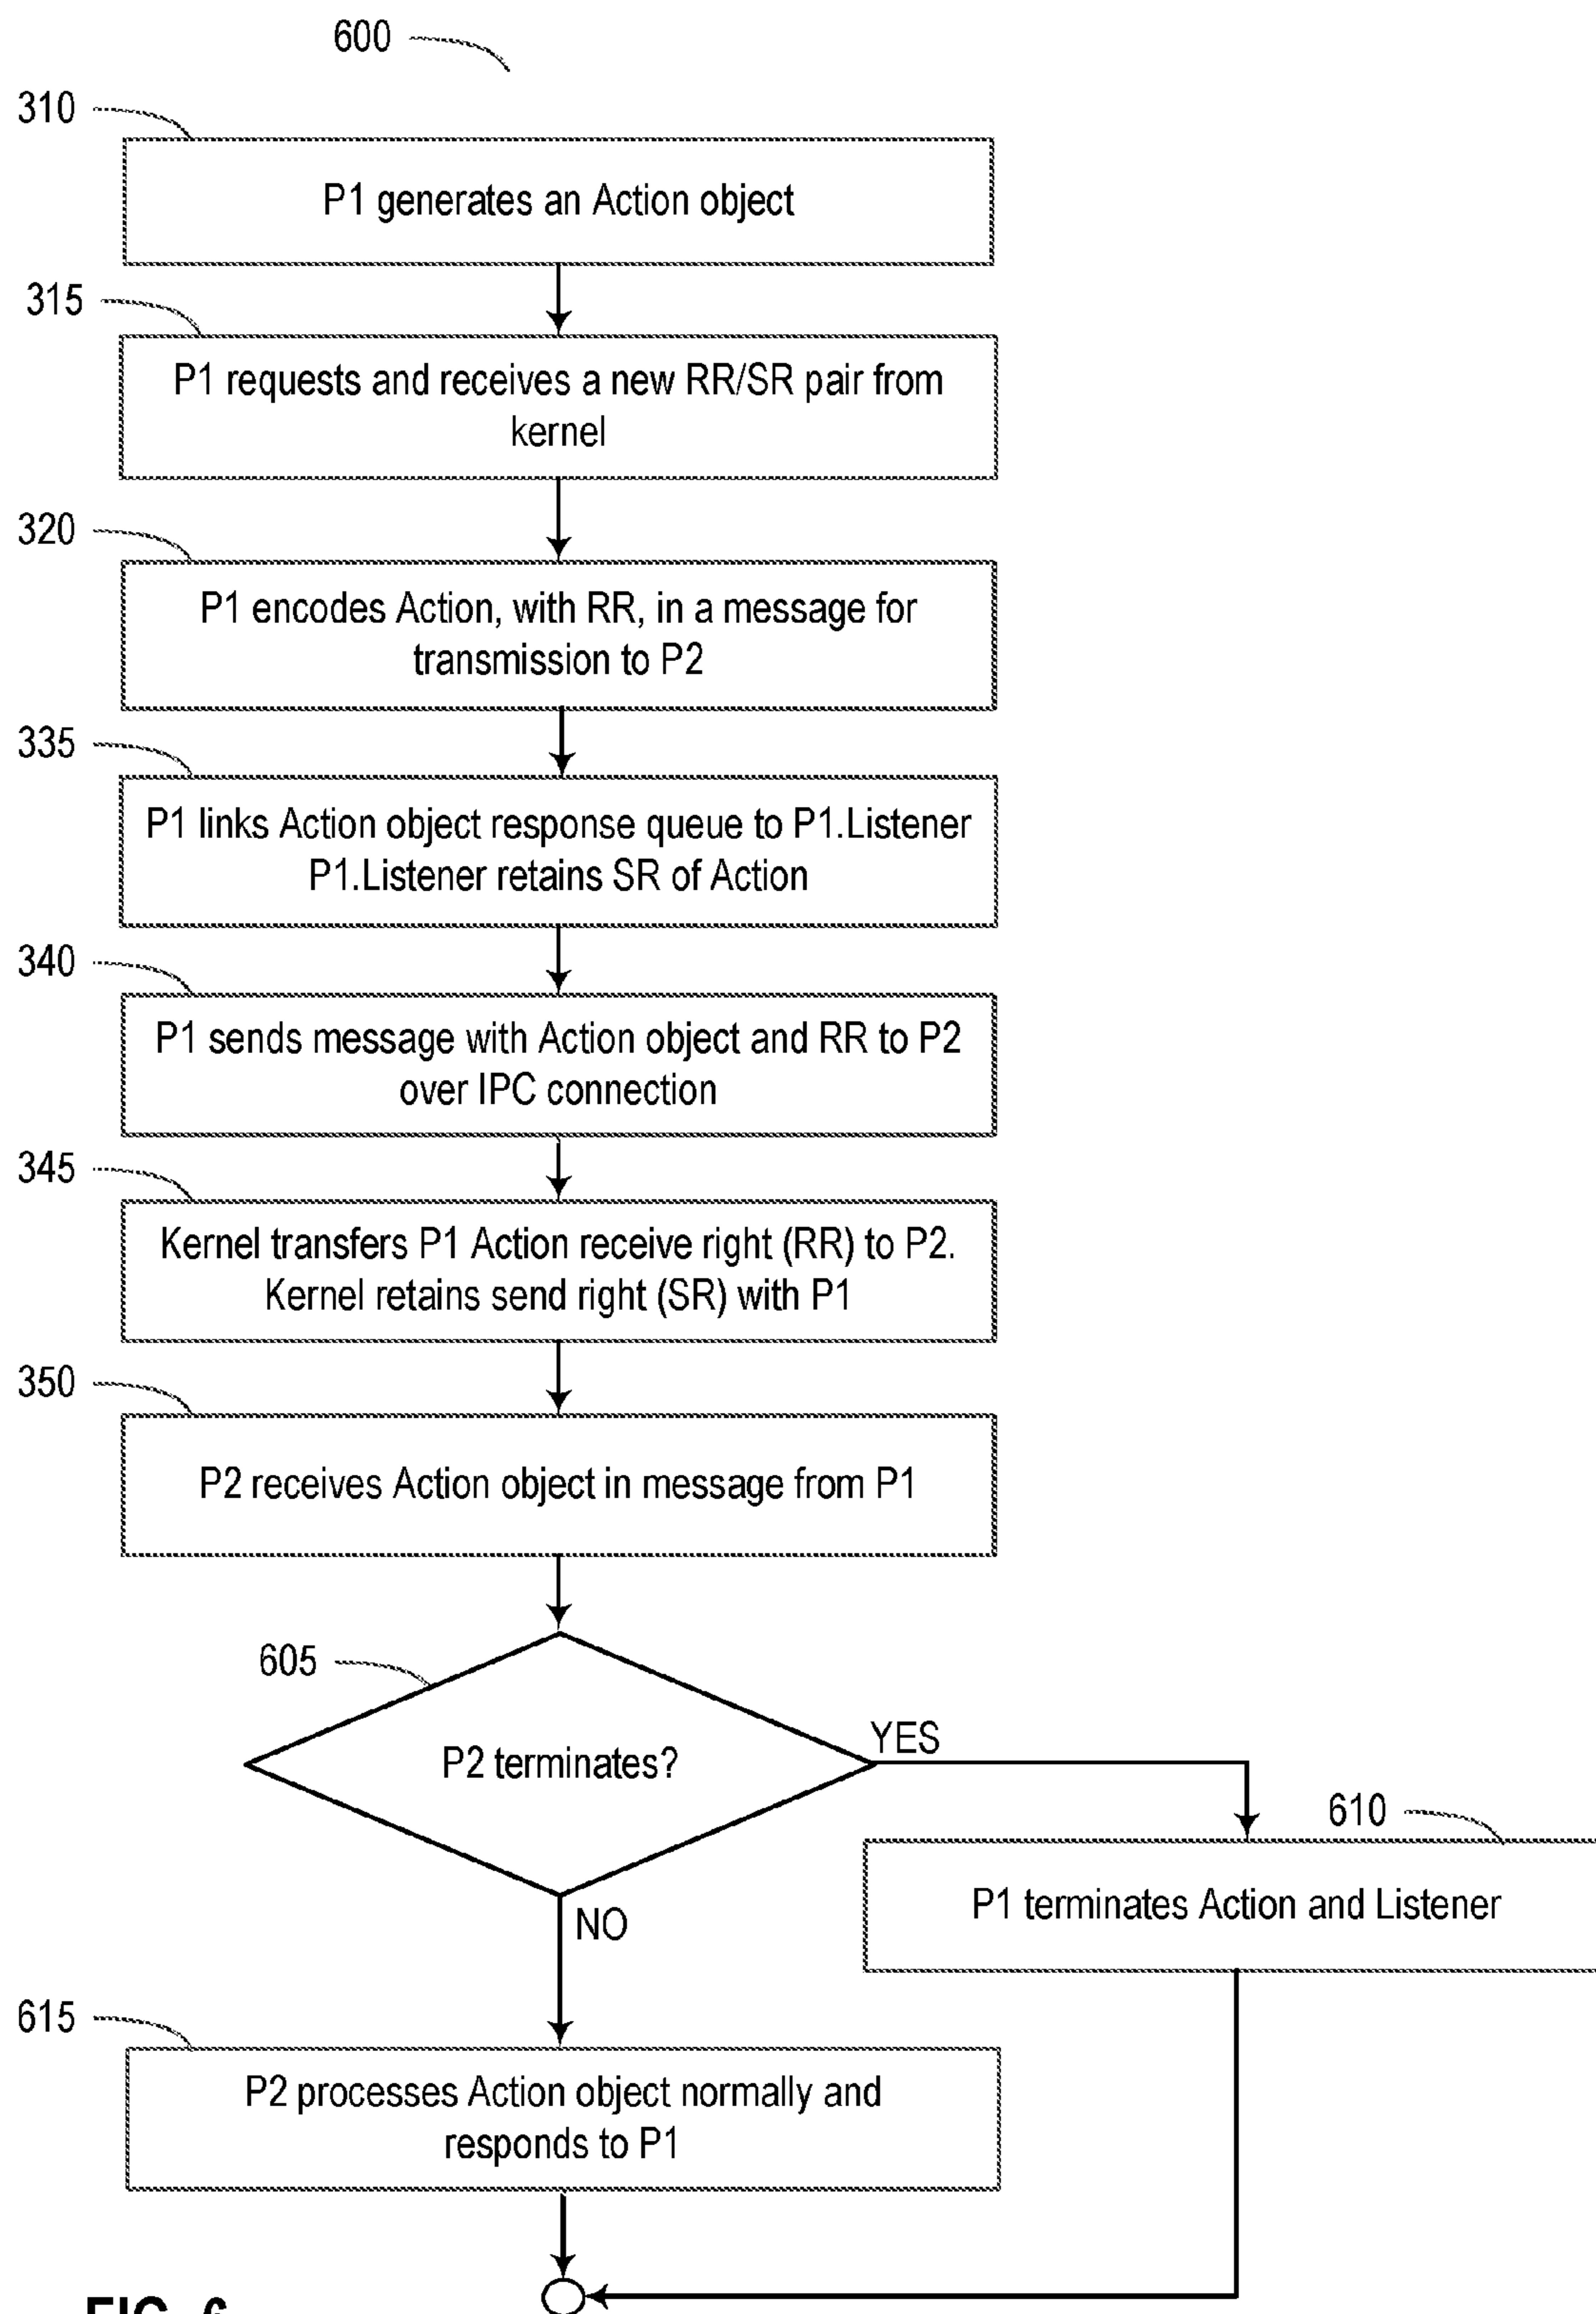 600
310
P1 generates an Action object
315
P1 requests and receives a new RR/SR pair from
kernel
320
P1 encodes Action, with RR, in a message for
transmission to P2
335
P1 links Action object response queue to P1.Listener
P1.Listener retains SR of Action
340
P1 sends message with Action object and RR to P2
over IPC connection
345
Kernel transfers P1 Action receive right (RR) to P2.
Kernel retains send right (SR) with P1
350
P2 receives Action object in message from P1
605
P2 terminates?
YES
610
P1 terminates Action and Listener
NO
615
P2 processes Action object normally and
responds to P1
FIG. 6